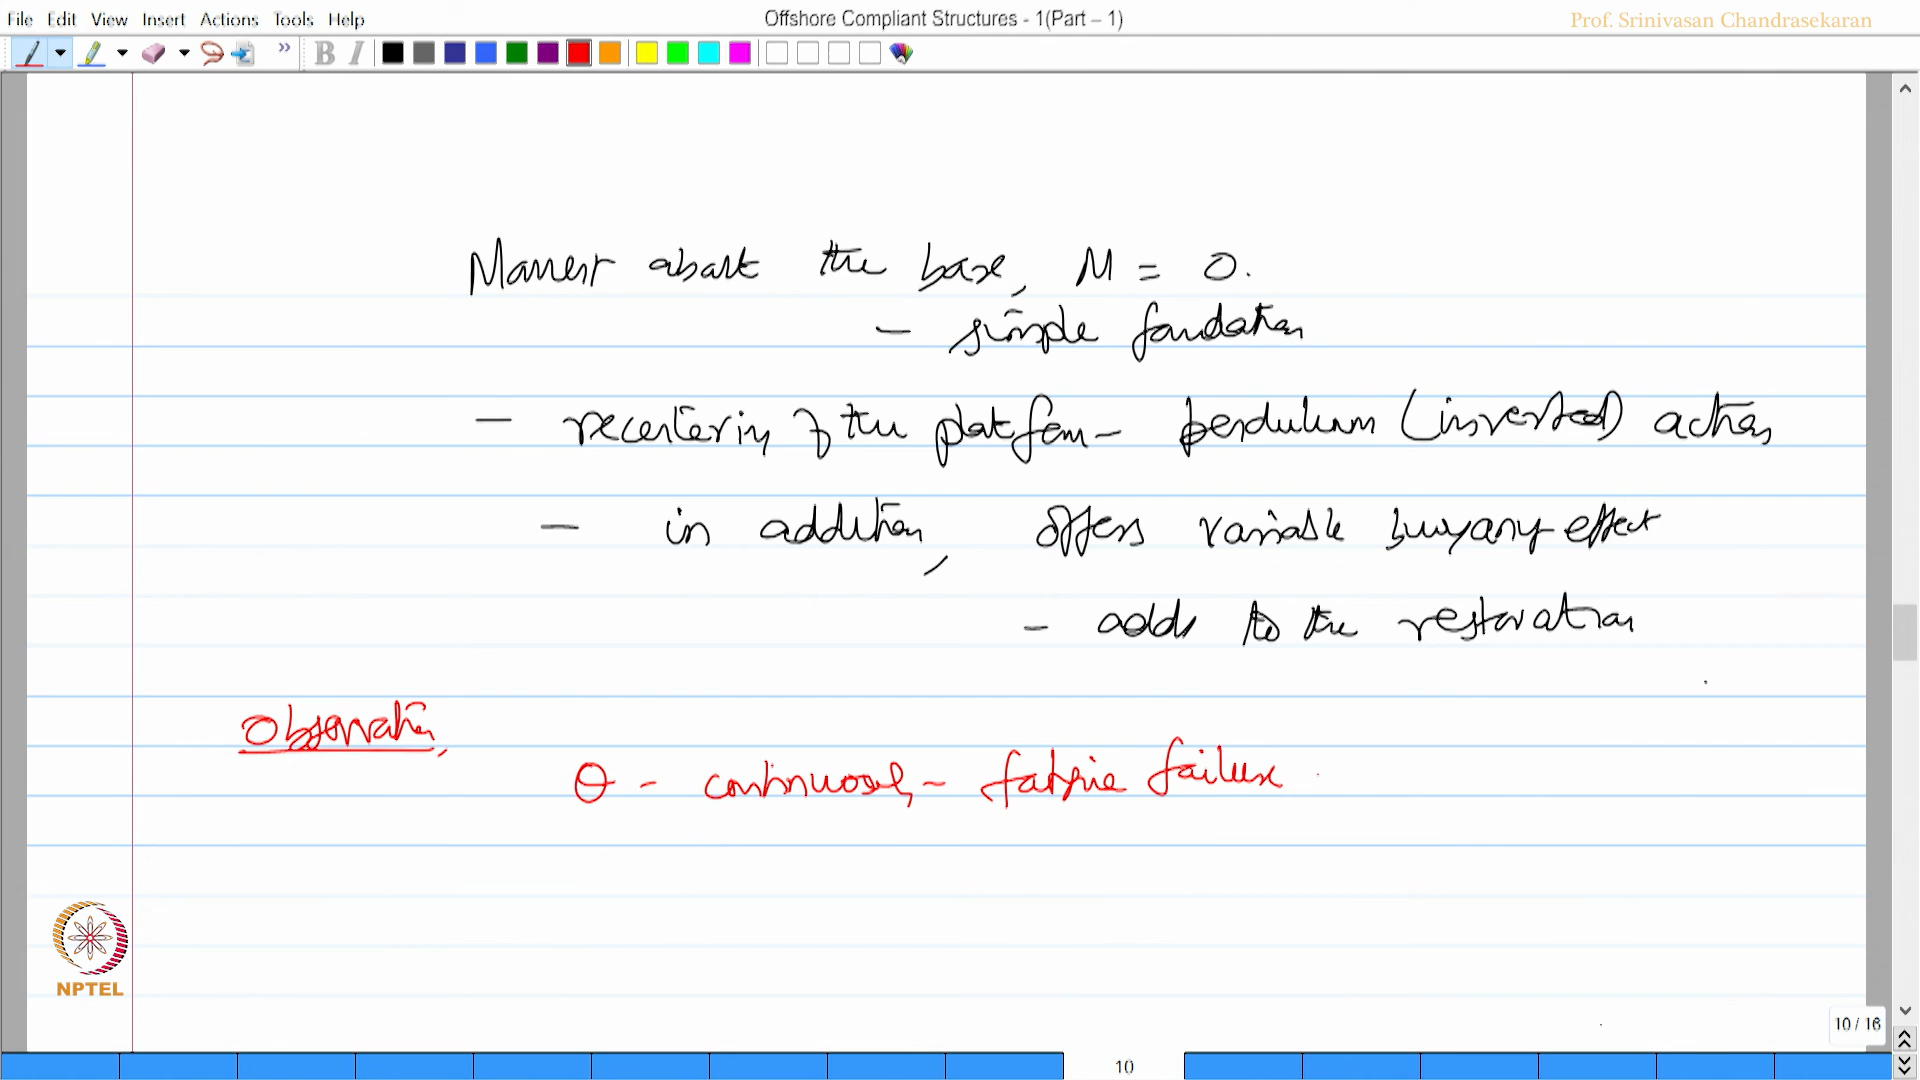 File Edit View Insert Actions Tools Help
Offshore Compliant Structures - 1(Part – 1)
Prof. Srinivasan Chandrasekaran
B I
Moment about the base, M = 0.
- simple foundation
- recentering of the platform - pendulum (inverted) action
- in addition, offers variable buoyancy effect
- adds to the restoration
Observation,
θ - continuous, - fatigue failure
NPTEL
10 / 16
10